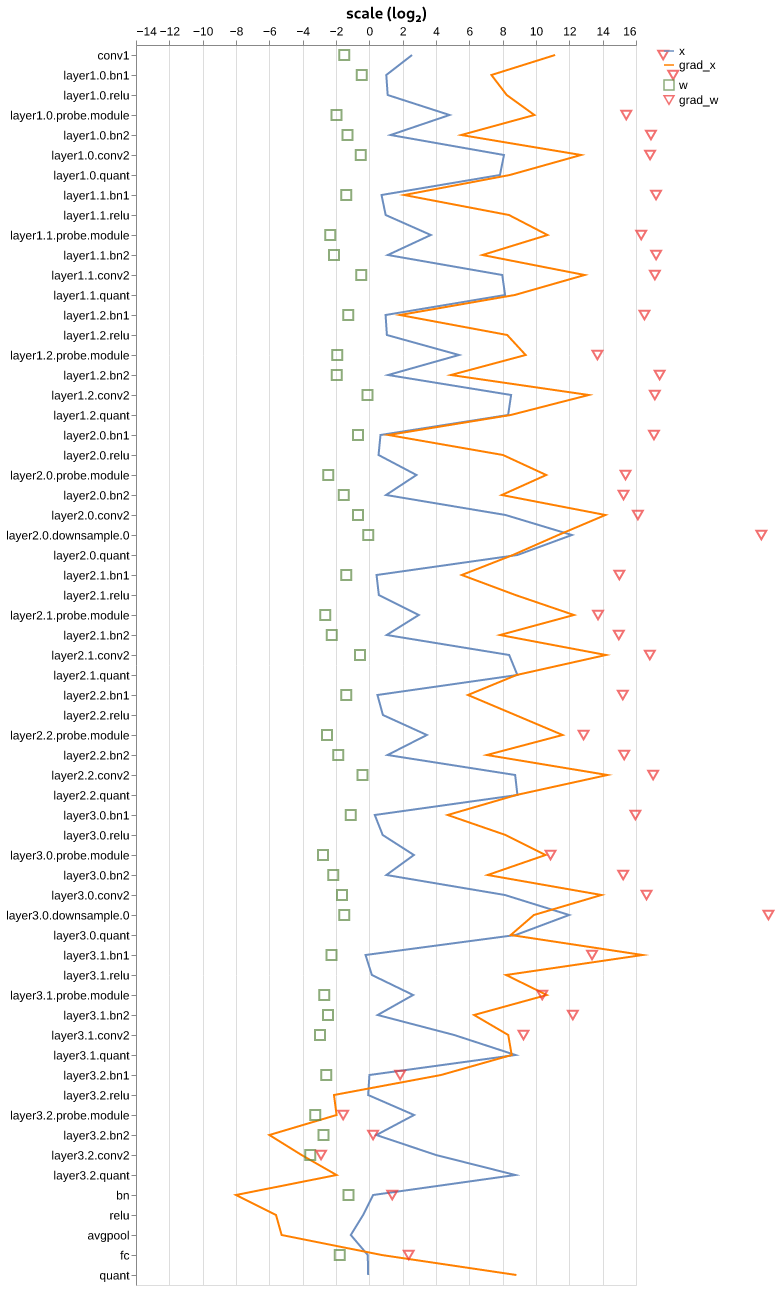 scale (log₂)
−14 −12 −10 −8 −6 −4 −2 0 2 4 6 8 10 12 14 16
x
grad_x
w
grad_w
conv1
layer1.0.bn1
layer1.0.relu
layer1.0.probe.module
layer1.0.bn2
layer1.0.conv2
layer1.0.quant
layer1.1.bn1
layer1.1.relu
layer1.1.probe.module
layer1.1.bn2
layer1.1.conv2
layer1.1.quant
layer1.2.bn1
layer1.2.relu
layer1.2.probe.module
layer1.2.bn2
layer1.2.conv2
layer1.2.quant
layer2.0.bn1
layer2.0.relu
layer2.0.probe.module
layer2.0.bn2
layer2.0.conv2
layer2.0.downsample.0
layer2.0.quant
layer2.1.bn1
layer2.1.relu
layer2.1.probe.module
layer2.1.bn2
layer2.1.conv2
layer2.1.quant
layer2.2.bn1
layer2.2.relu
layer2.2.probe.module
layer2.2.bn2
layer2.2.conv2
layer2.2.quant
layer3.0.bn1
layer3.0.relu
layer3.0.probe.module
layer3.0.bn2
layer3.0.conv2
layer3.0.downsample.0
layer3.0.quant
layer3.1.bn1
layer3.1.relu
layer3.1.probe.module
layer3.1.bn2
layer3.1.conv2
layer3.1.quant
layer3.2.bn1
layer3.2.relu
layer3.2.probe.module
layer3.2.bn2
layer3.2.conv2
layer3.2.quant
bn
relu
avgpool
fc
quant